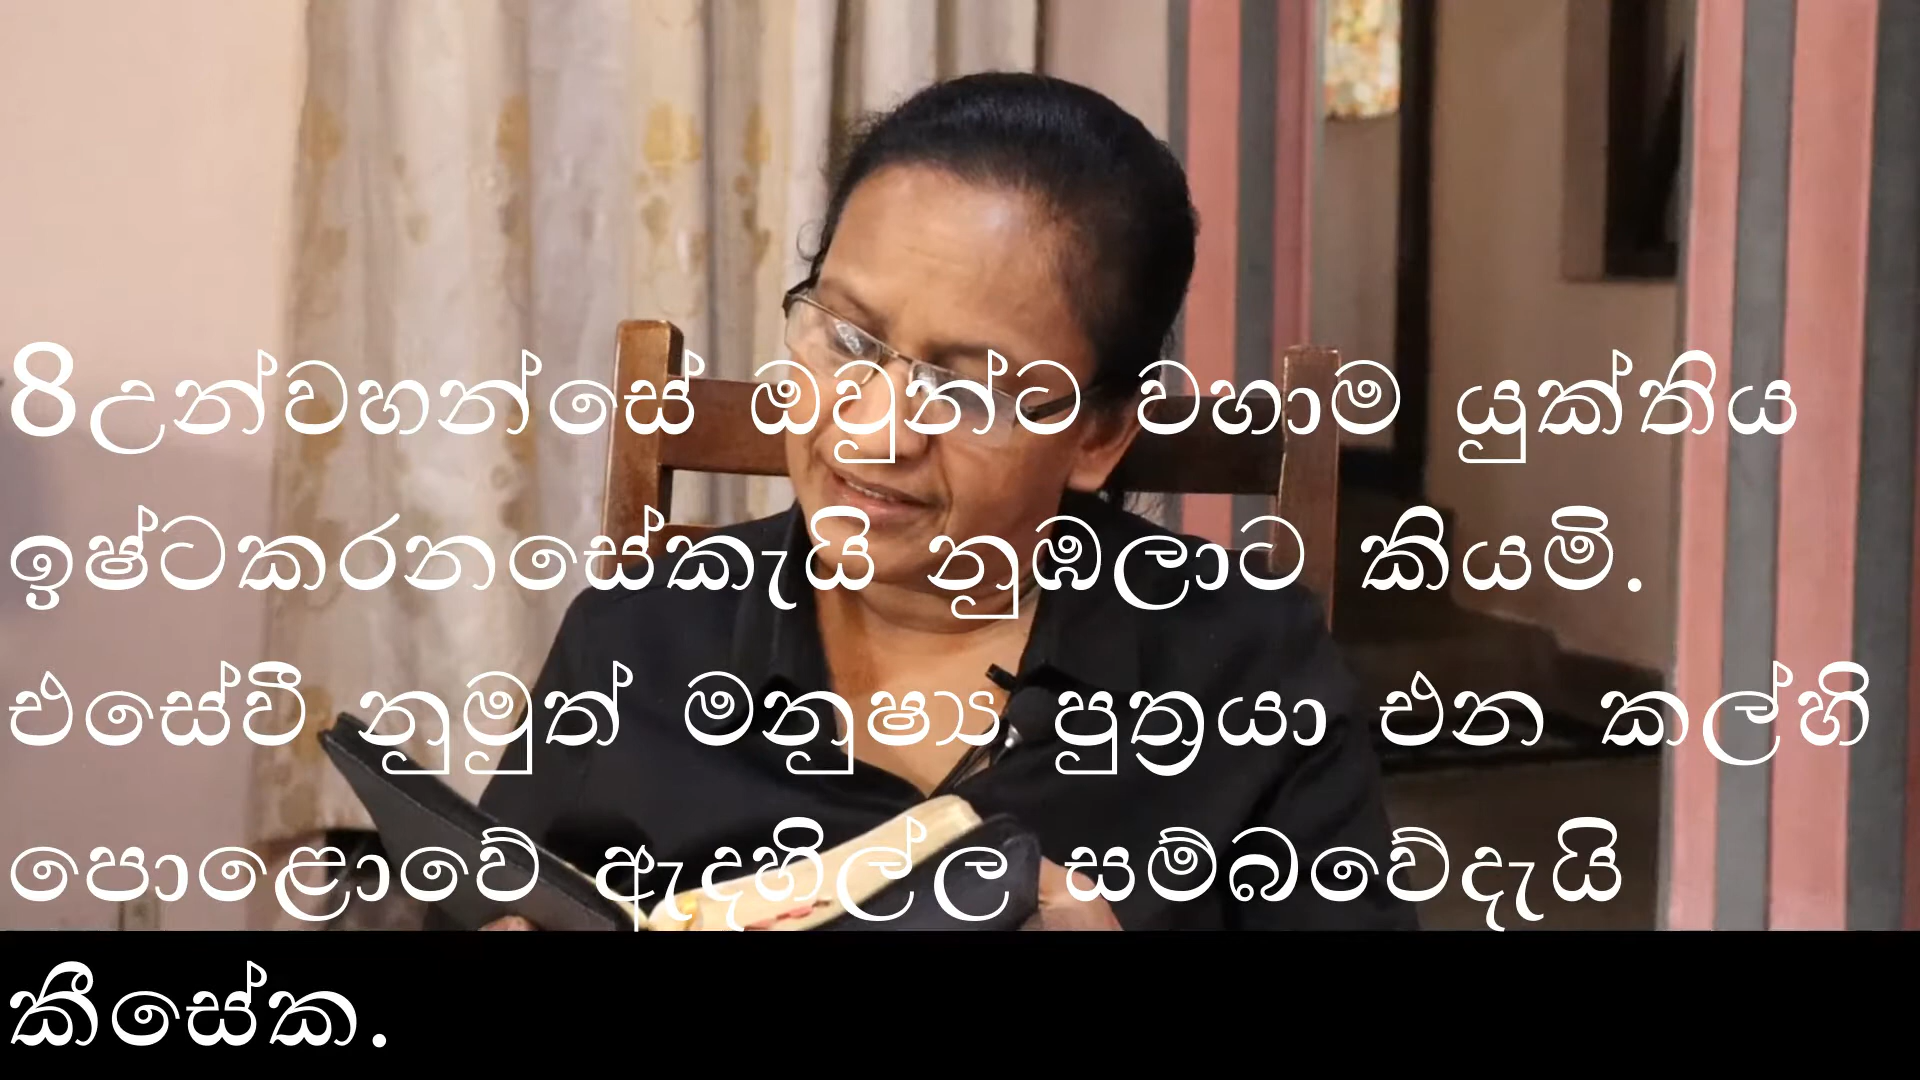 8උන්වහන්සේ ඔවුන්ට වහාම යුක්තිය
ඉෂ්ටකරනසේකැයි නුඹලාට කියමි.
එසේවී නුමුත් මනුෂ්‍ය පුත්‍රයා එන කල්හි
පොළොවේ ඇදහිල්ල සම්බවේදැයි
කීසේක.